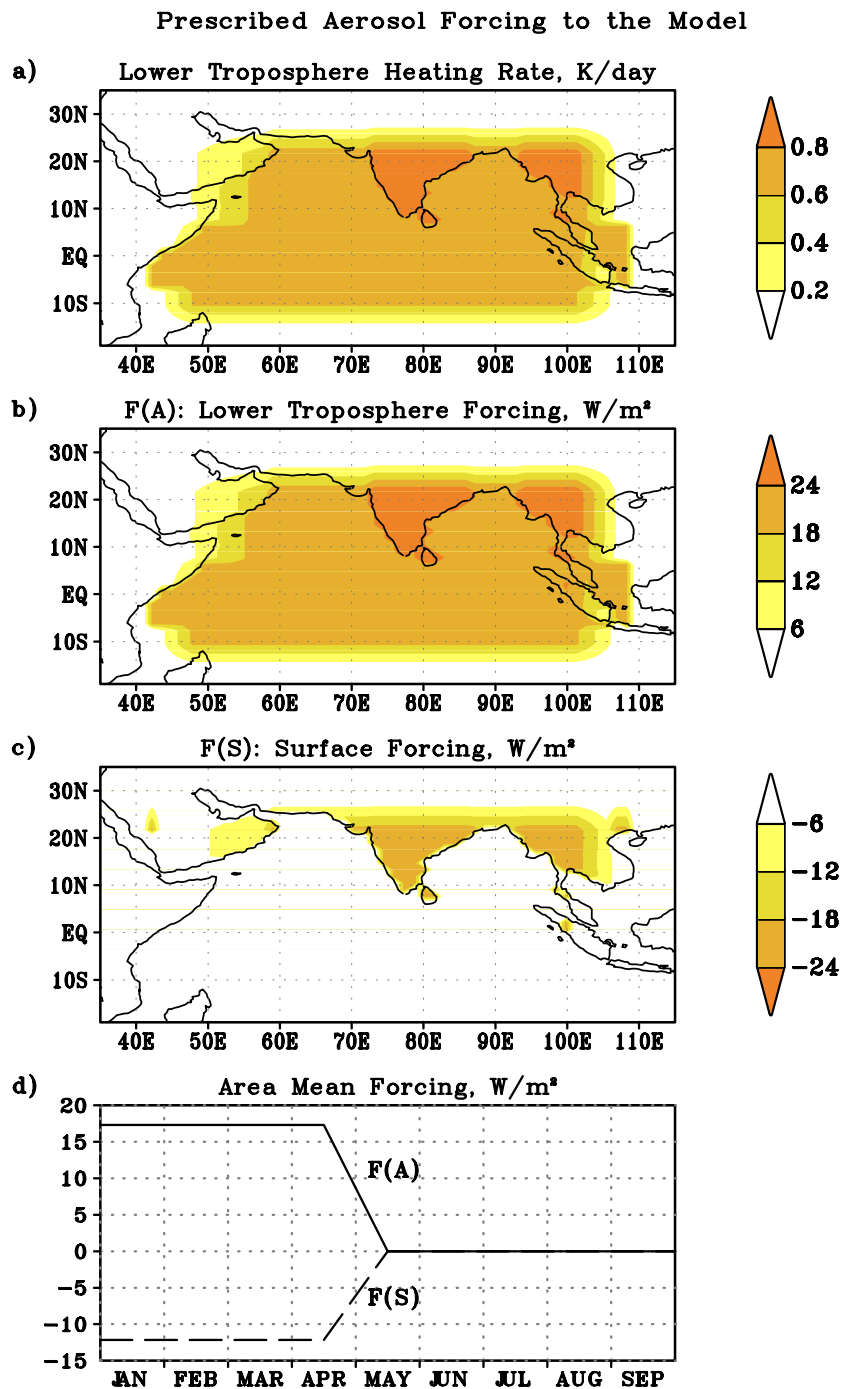 Prescribed Aerosol Forcing to the Model
a) Lower Troposphere Heating Rate, K/day
30N
20N
10N
EQ
10S
40E 50E 60E 70E 80E 90E 100E 110E
0.8
0.6
0.4
0.2
b) F(A): Lower Troposphere Forcing, W/m²
30N
20N
10N
EQ
10S
40E 50E 60E 70E 80E 90E 100E 110E
24
18
12
6
c) F(S): Surface Forcing, W/m²
30N
20N
10N
EQ
10S
40E 50E 60E 70E 80E 90E 100E 110E
-6
-12
-18
-24
d) Area Mean Forcing, W/m²
20
15
10
5
0
-5
-10
-15
F(A)
F(S)
JAN FEB MAR APR MAY JUN JUL AUG SEP